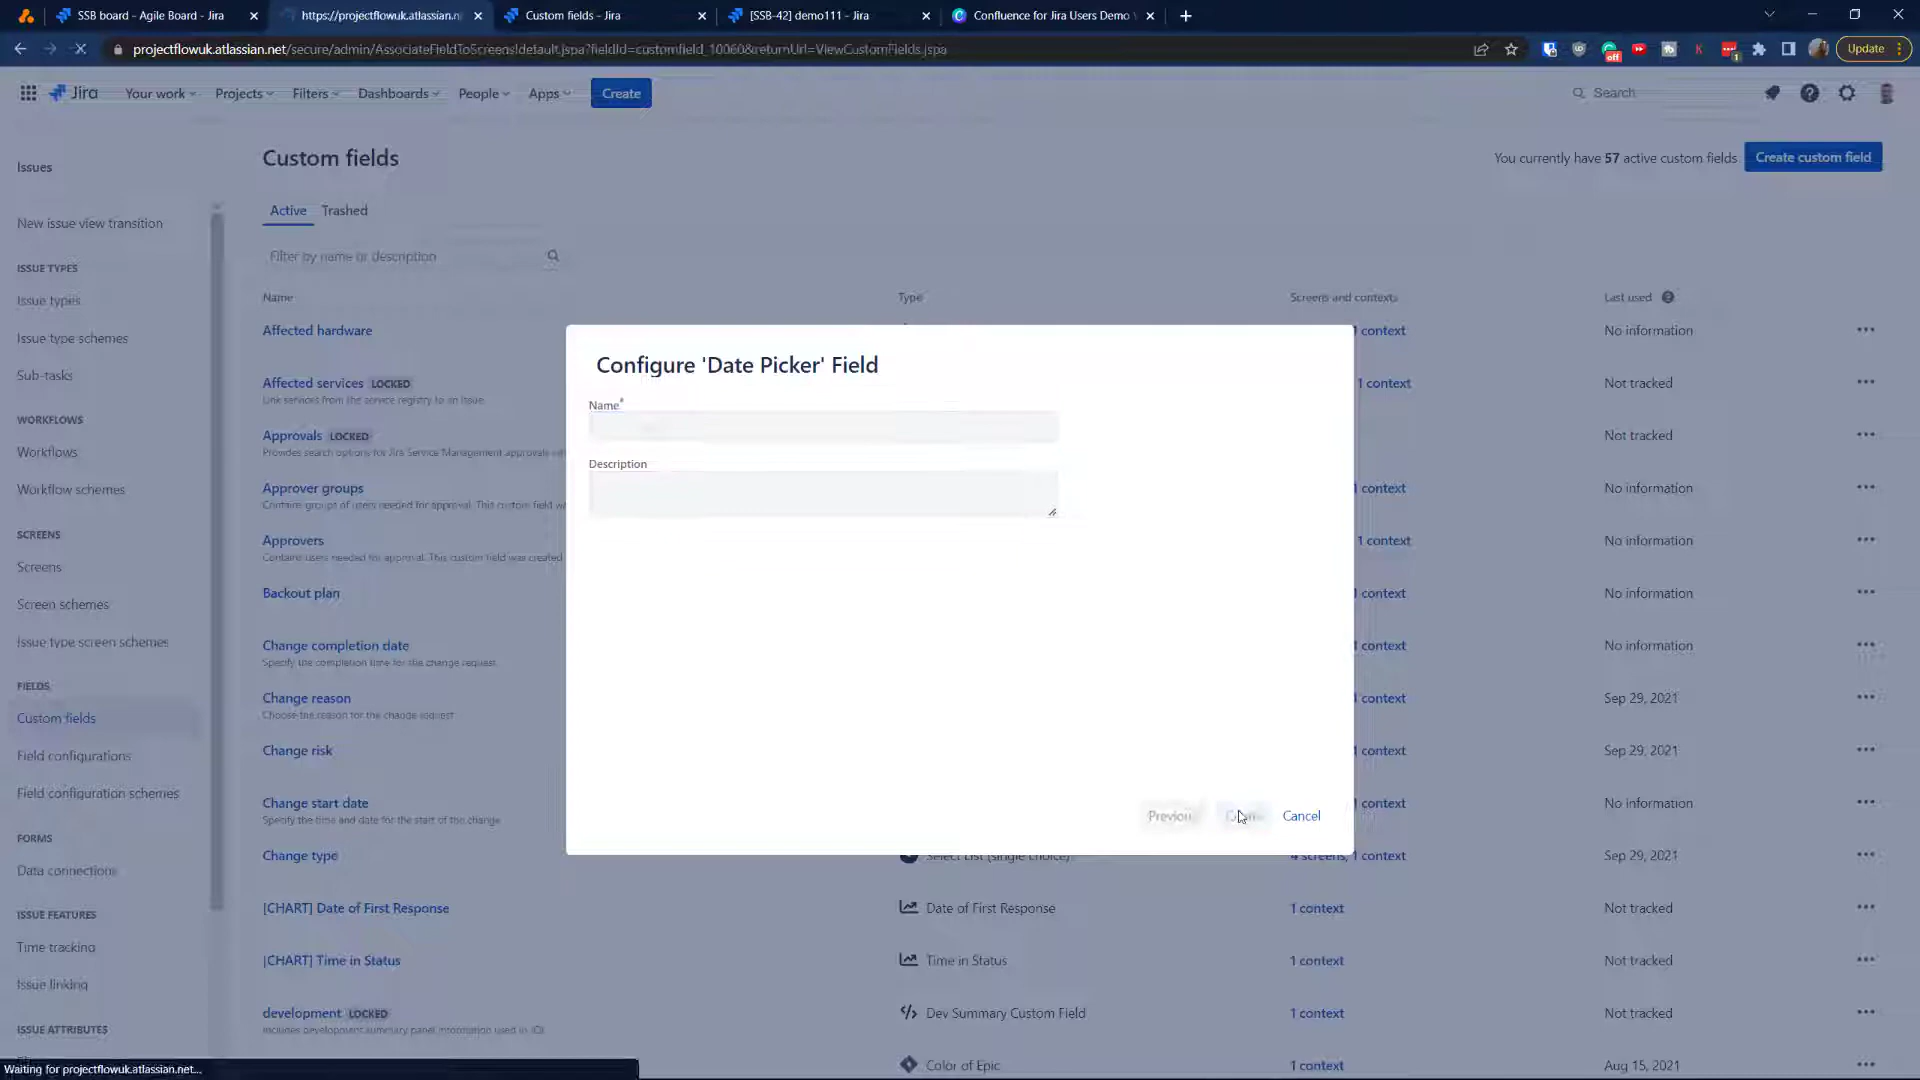 SSB board - Agile Board - Jira
https://projectflowuk.atlassian.n
Custom fields - Jira
[SSB-42] demo111 - Jira
Confluence for Jira Users Demo
projectflowuk.atlassian.net/secure/admin/AssociateFieldToScreens!default.jspa?fieldId=customfield_10060&returnUrl=ViewCustomFields.jspa
off
1
Update
Jira
Your work
Projects
Filters
Dashboards
People
Apps
Create
Search
Issues
Custom fields
You currently have 57 active custom fields.
Create custom field
New issue view transition
Active
Trashed
Filter by name or description
ISSUE TYPES
Issue types
Issue type schemes
Sub-tasks
WORKFLOWS
Workflows
Workflow schemes
SCREENS
Screens
Screen schemes
Issue type screen schemes
FIELDS
Custom fields
Field configurations
Field configuration schemes
FORMS
Data connections
ISSUE FEATURES
Time tracking
Issue linking
ISSUE ATTRIBUTES
Name
Type
Screens and contexts
Last used
Affected hardware
1 context
No information
Affected services LOCKED
Link services from the service registry to an issue.
1 context
Not tracked
Approvals LOCKED
Provides search options for Jira Service Management approvals
Not tracked
Approver groups
Contains groups of users needed for approval. This custom field
1 context
No information
Approvers
Contains users needed for approval. This custom field was created
1 context
No information
Backout plan
1 context
No information
Change completion date
Specify the completion time for the change request
1 context
No information
Change reason
Choose the reason for the change request
1 context
Sep 29, 2021
Change risk
1 context
Sep 29, 2021
Change start date
Specify the time and date for the start of the change
1 context
No information
Change type
Select List (single choice)
4 screens, 1 context
Sep 29, 2021
[CHART] Date of First Response
Date of First Response
1 context
Not tracked
[CHART] Time in Status
Time in Status
1 context
Not tracked
development LOCKED
Includes development summary panel information used in JQL
Dev Summary Custom Field
1 context
Not tracked
Color of Epic
1 context
Aug 15, 2021
Configure 'Date Picker' Field
Name*
Description
Previous
Cancel
Waiting for projectflowuk.atlassian.net...